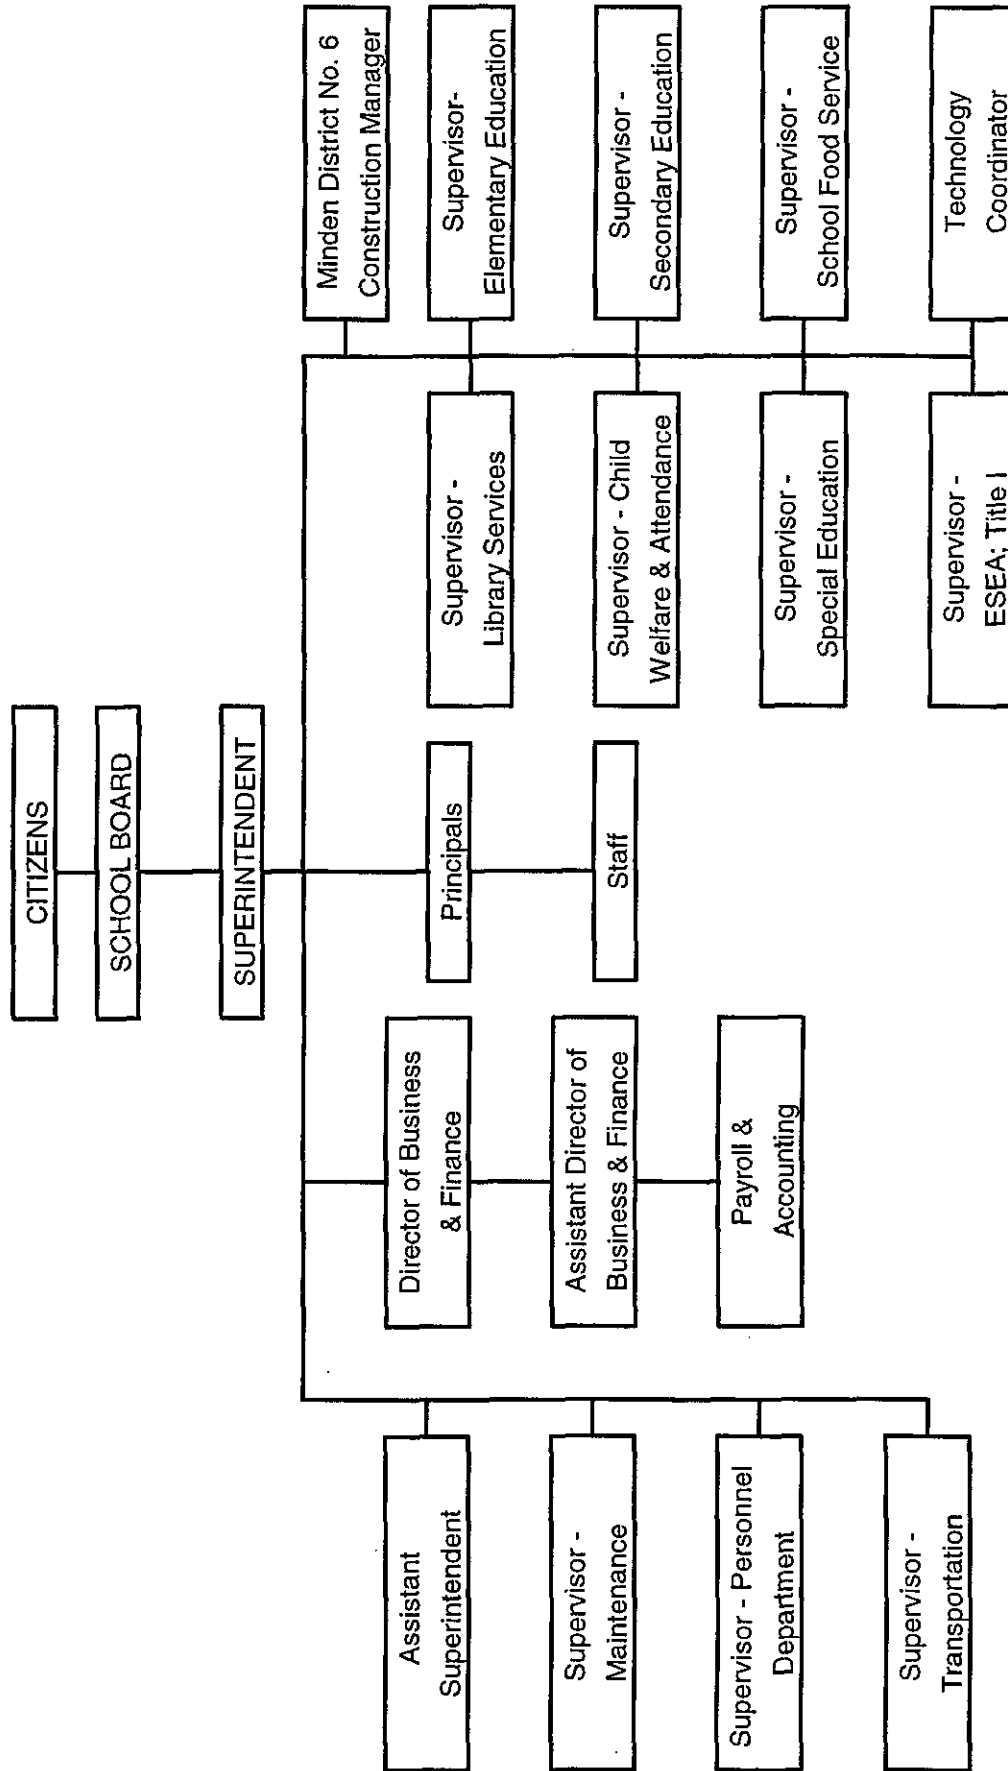 CITIZENS
SCHOOL BOARD
SUPERINTENDENT
Assistant
Superintendent
Supervisor -
Maintenance
Supervisor - Personnel
Department
Supervisor -
Transportation
Director of Business
& Finance
Assistant Director of
Business & Finance
Payroll &
Accounting
Principals
Staff
Supervisor -
Library Services
Supervisor - Child
Welfare & Attendance
Supervisor -
Special Education
Supervisor -
ESEA; Title I
Minden District No. 6
Construction Manager
Supervisor-
Elementary Education
Supervisor -
Secondary Education
Supervisor -
School Food Service
Technology
Coordinator